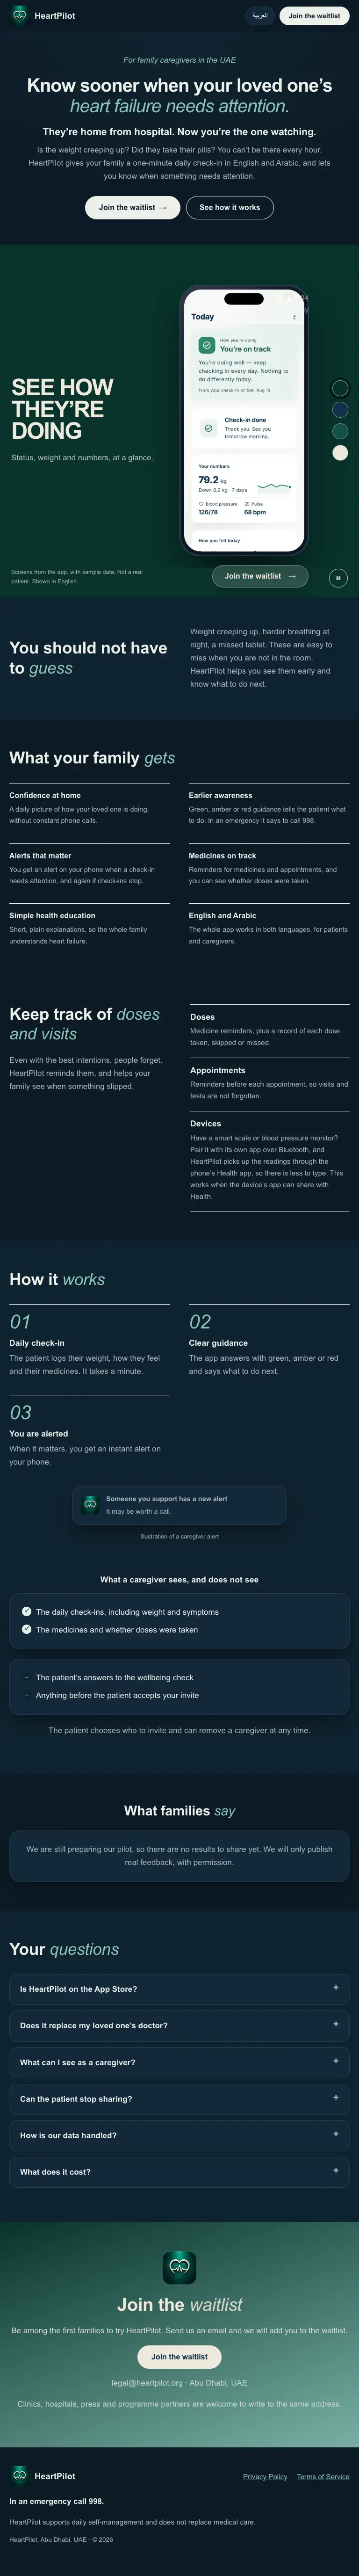 HeartPilot
العربية
Join the waitlist
For family caregivers in the UAE
Know sooner when your loved one's
heart failure needs attention.
They're home from hospital. Now you're the one watching.
Is the weight creeping up? Did they take their pills? You can't be there every hour.
HeartPilot gives your family a one-minute daily check-in in English and Arabic, and lets
you know when something needs attention.
Join the waitlist →
See how it works
SEE HOW
THEY'RE
DOING
Status, weight and numbers, at a glance.
Today
How you're doing
You're on track
You're doing well — keep
checking in every day. Nothing to
do differently today.
From your check-in on Sat, Aug 15
Check-in done
Thank you. See you
tomorrow morning.
Your numbers
79.2 kg
Down 0.2 kg · 7 days
Blood pressure
126/78
Pulse
68 bpm
How you felt today
Screens from the app, with sample data. Not a real
patient. Shown in English.
Join the waitlist →
You should not have
to guess
Weight creeping up, harder breathing at
night, a missed tablet. These are easy to
miss when you are not in the room.
HeartPilot helps you see them early and
know what to do next.
What your family gets
Confidence at home
A daily picture of how your loved one is doing,
without constant phone calls.
Earlier awareness
Green, amber or red guidance tells the patient what
to do. In an emergency it says to call 998.
Alerts that matter
You get an alert on your phone when a check-in
needs attention, and again if check-ins stop.
Medicines on track
Reminders for medicines and appointments, and
you can see whether doses were taken.
Simple health education
Short, plain explanations, so the whole family
understands heart failure.
English and Arabic
The whole app works in both languages, for patients
and caregivers.
Keep track of doses
and visits
Even with the best intentions, people forget.
HeartPilot reminds them, and helps your
family see when something slipped.
Doses
Medicine reminders, plus a record of each dose
taken, skipped or missed.
Appointments
Reminders before each appointment, so visits and
tests are not forgotten.
Devices
Have a smart scale or blood pressure monitor?
Pair it with its own app over Bluetooth, and
HeartPilot picks up the readings through the
phone's Health app, so there is less to type. This
works when the device's app can share with
Health.
How it works
01
Daily check-in
The patient logs their weight, how they feel
and their medicines. It takes a minute.
02
Clear guidance
The app answers with green, amber or red
and says what to do next.
03
You are alerted
When it matters, you get an instant alert on
your phone.
Someone you support has a new alert
It may be worth a call.
Illustration of a caregiver alert
What a caregiver sees, and does not see
The daily check-ins, including weight and symptoms
The medicines and whether doses were taken
– The patient's answers to the wellbeing check
– Anything before the patient accepts your invite
The patient chooses who to invite and can remove a caregiver at any time.
What families say
We are still preparing our pilot, so there are no results to share yet. We will only publish
real feedback, with permission.
Your questions
Is HeartPilot on the App Store? +
Does it replace my loved one's doctor? +
What can I see as a caregiver? +
Can the patient stop sharing? +
How is our data handled? +
What does it cost? +
Join the waitlist
Be among the first families to try HeartPilot. Send us an email and we will add you to the waitlist.
Join the waitlist
legal@heartpilot.org · Abu Dhabi, UAE
Clinics, hospitals, press and programme partners are welcome to write to the same address.
HeartPilot
Privacy Policy
Terms of Service
In an emergency call 998.
HeartPilot supports daily self-management and does not replace medical care.
HeartPilot, Abu Dhabi, UAE · © 2026